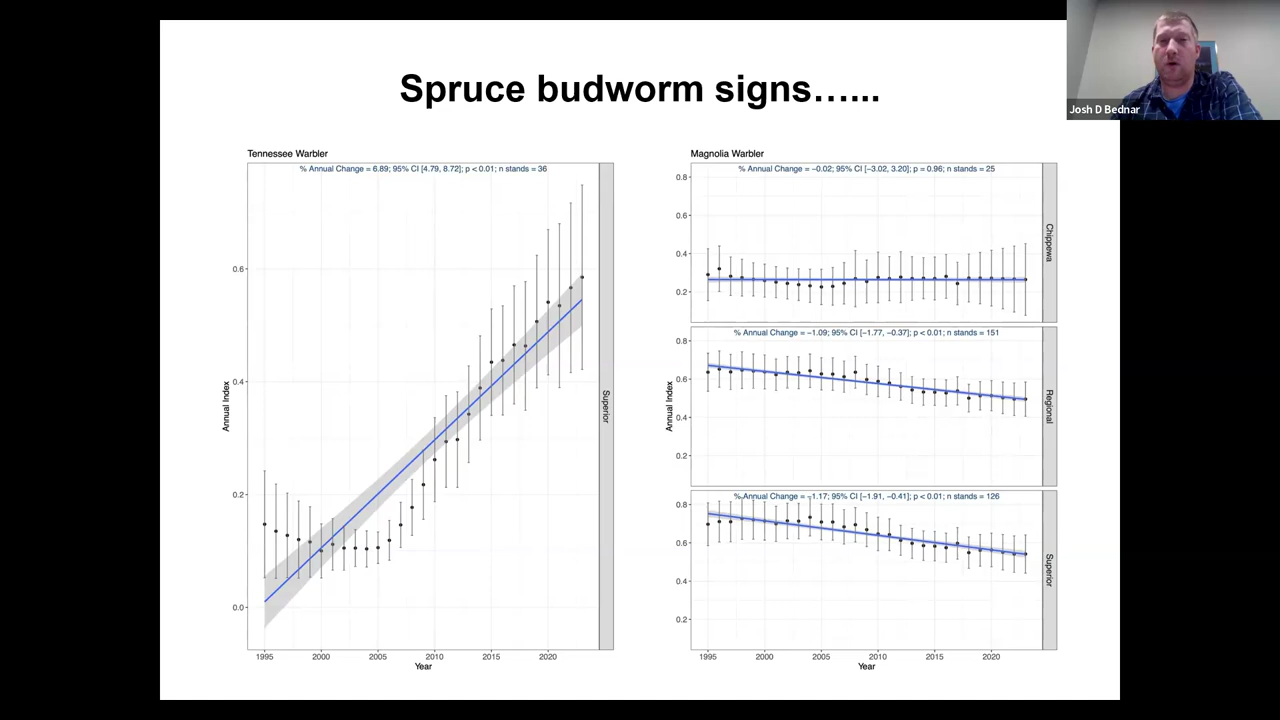 Spruce budworm signs…...
Josh D Bednar
Tennessee Warbler
% Annual Change = 6.89; 95% CI [4.79, 8.72]; p < 0.01; n stands = 36
0.6
0.4
0.2
0.0
Annual Index
Superior
1995 2000 2005 2010 2015 2020
Year
Magnolia Warbler
% Annual Change = −0.02; 95% CI [−3.02, 3.20]; p = 0.96; n stands = 25
0.8
0.6
0.4
0.2
Chippewa
% Annual Change = −1.09; 95% CI [−1.77, −0.37]; p < 0.01; n stands = 151
0.8
0.6
0.4
0.2
Annual Index
Regional
% Annual Change = −1.17; 95% CI [−1.91, −0.41]; p < 0.01; n stands = 126
0.8
0.6
0.4
0.2
Superior
1995 2000 2005 2010 2015 2020
Year